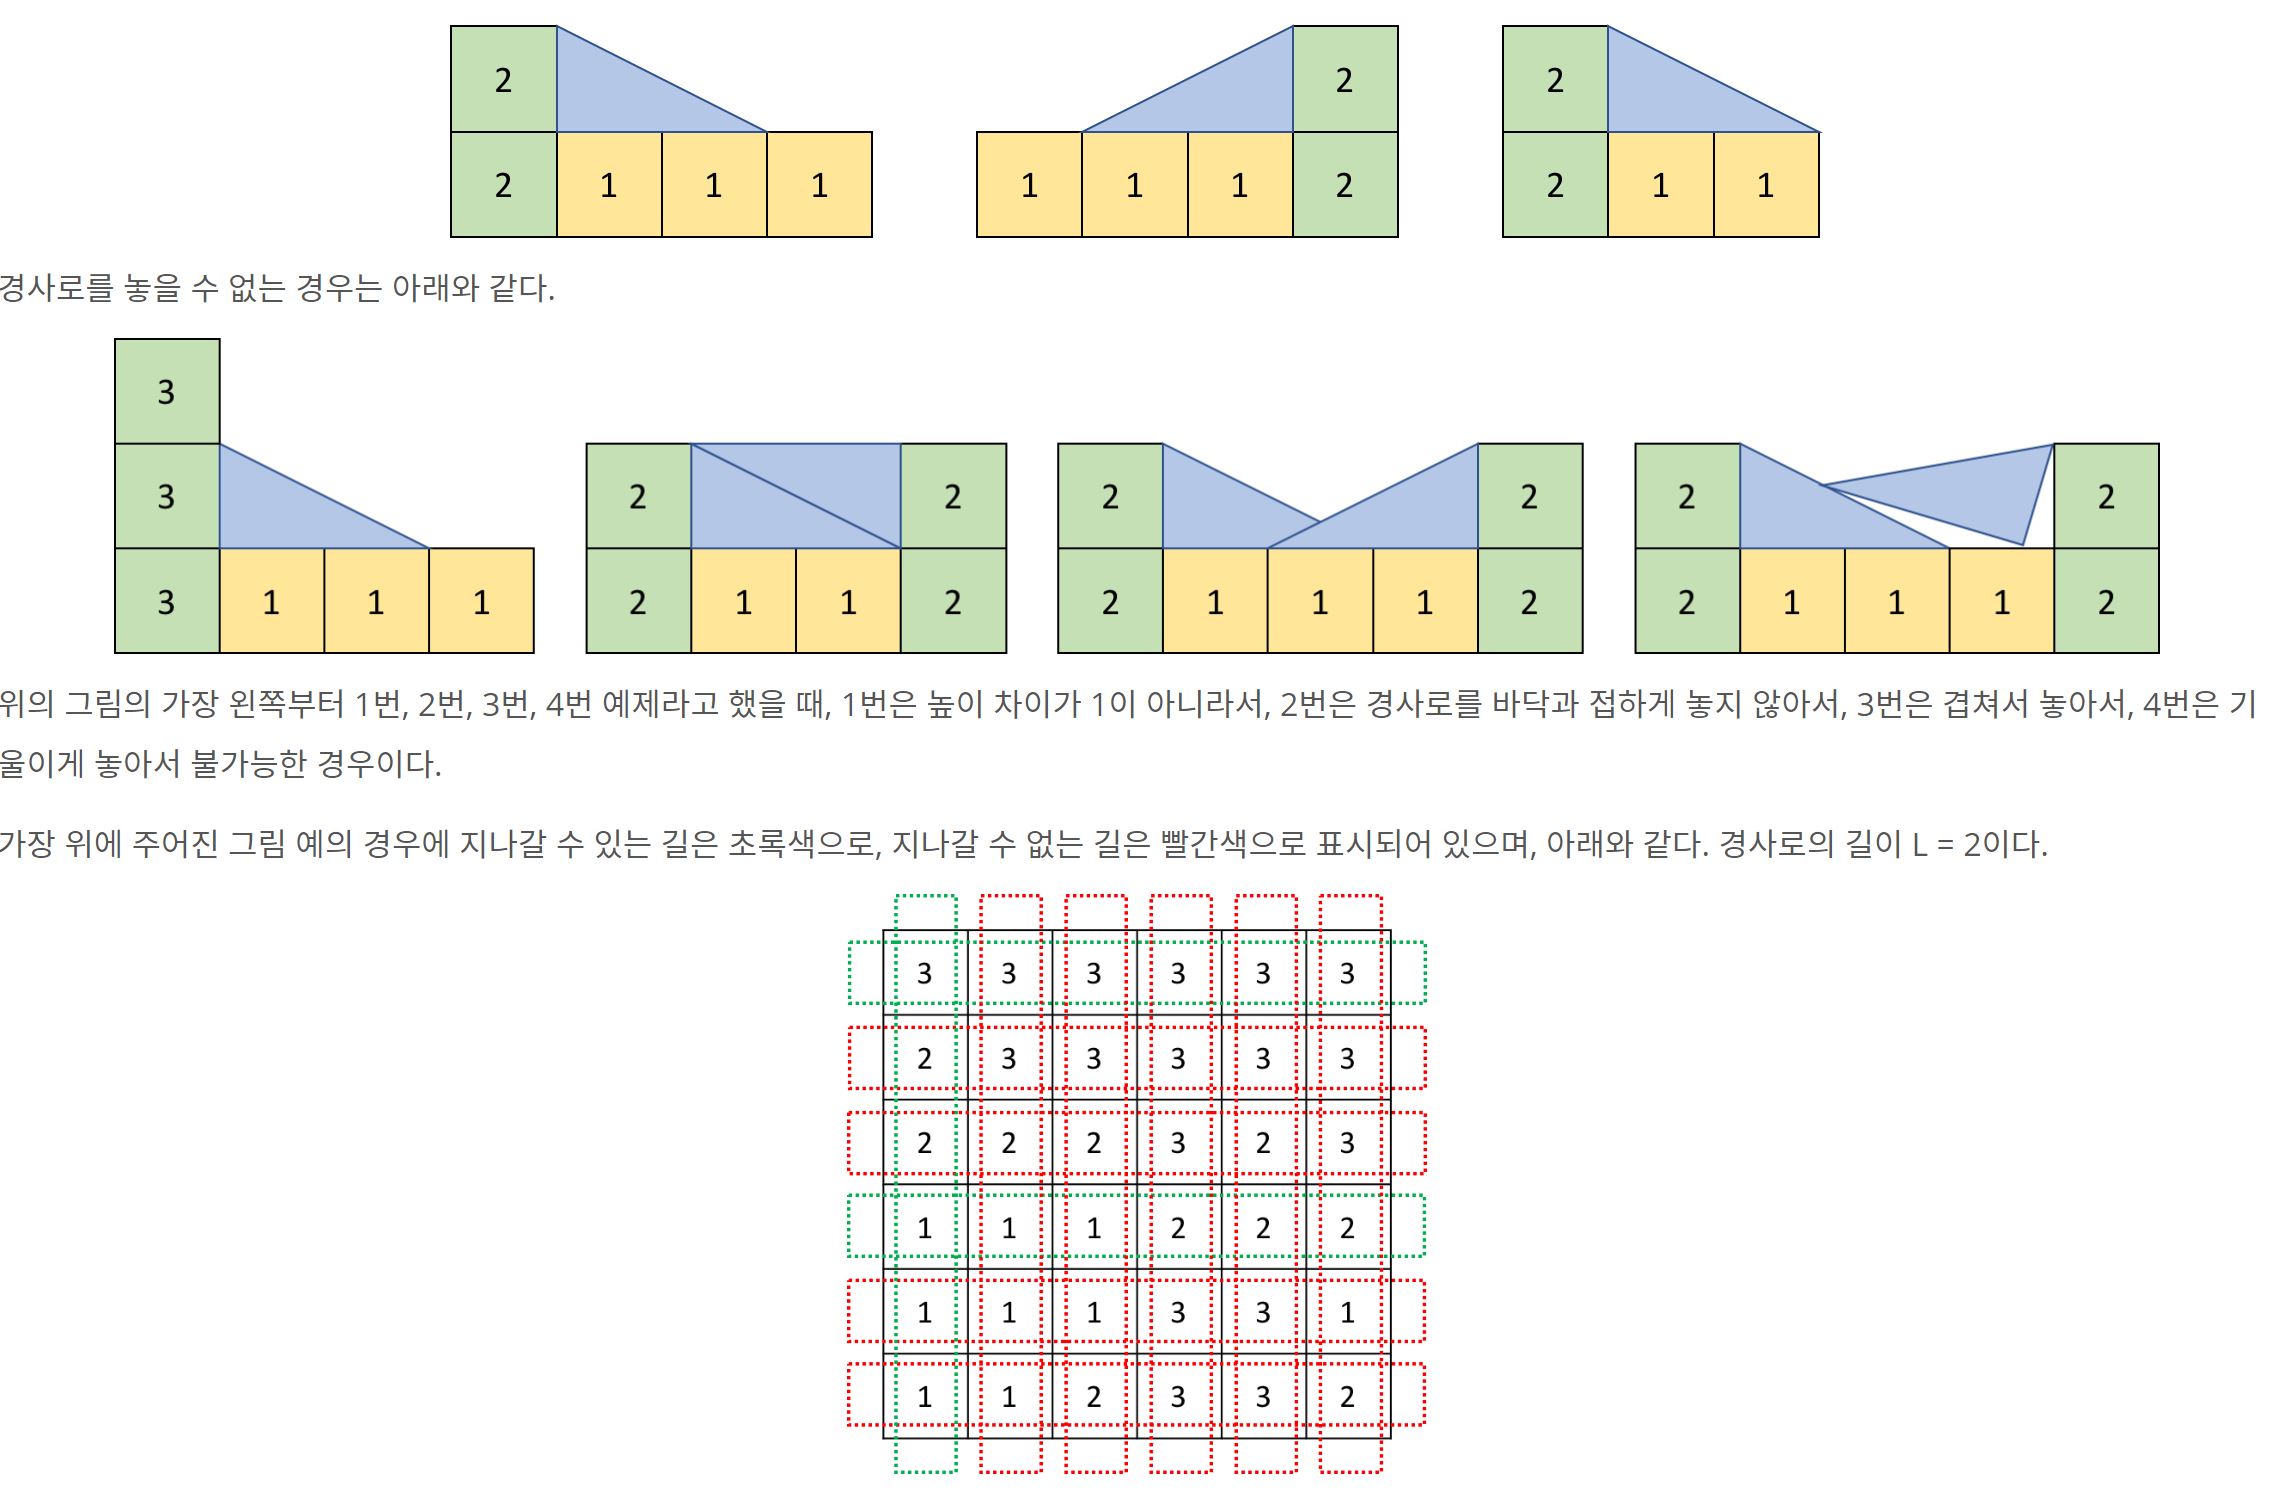 2 2
2
2 1 1 1
1 1 1 2
2 1 1
경사로를 놓을 수 없는 경우는 아래와 같다.
3
3 2 2 2 2 2 2
3 1 1 1
2 1 1 2
2 1 1 1 2
2 1 1 1 2
위의 그림의 가장 왼쪽부터 1번, 2번, 3번, 4번 예제라고 했을 때, 1번은 높이 차이가 1이 아니라서, 2번은 경사로를 바닥과 접하게 놓지 않아서, 3번은 겹쳐서 놓아서, 4번은 기
울이게 놓아서 불가능한 경우이다.
가장 위에 주어진 그림 예의 경우에 지나갈 수 있는 길은 초록색으로, 지나갈 수 없는 길은 빨간색으로 표시되어 있으며, 아래와 같다. 경사로의 길이 L = 2이다.
3 3 3 3 3 3
2 3 3 3 3 3
2 2 2 3 2 3
1 1 1 2 2 2
1 1 1 3 3 1
1 1 2 3 3 2